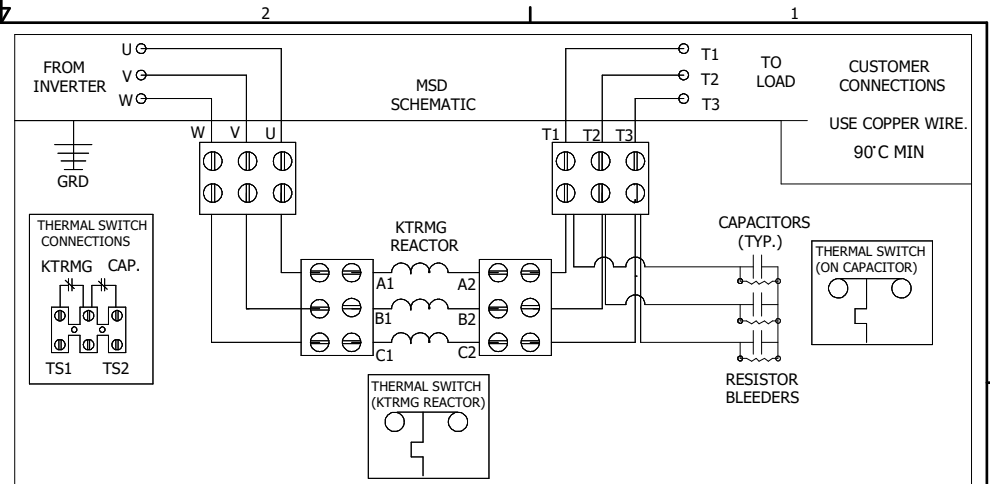 2
1
U
V
W
FROM
INVERTER
MSD
SCHEMATIC
T1
T2
T3
TO
LOAD
CUSTOMER
CONNECTIONS
USE COPPER WIRE.
90°C MIN
W V U
T1 T2 T3
GRD
THERMAL SWITCH
CONNECTIONS
KTRMG CAP.
TS1 TS2
KTRMG
REACTOR
A1 A2
B1 B2
C1 C2
CAPACITORS
(TYP.)
RESISTOR
BLEEDERS
THERMAL SWITCH
(ON CAPACITOR)
THERMAL SWITCH
(KTRMG REACTOR)